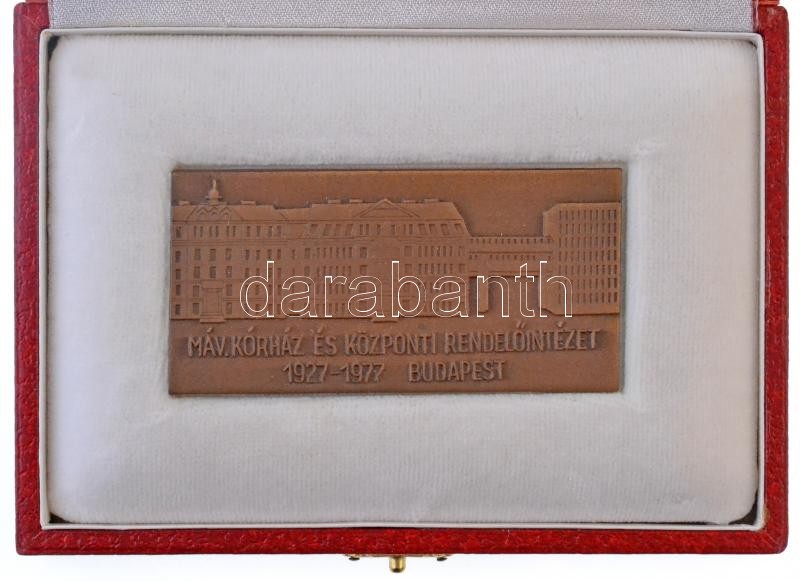 darabanth
MÁV.KÓRHÁZ ÉS KÖZPONTI RENDELŐINTÉZET
1927-1977 BUDAPEST